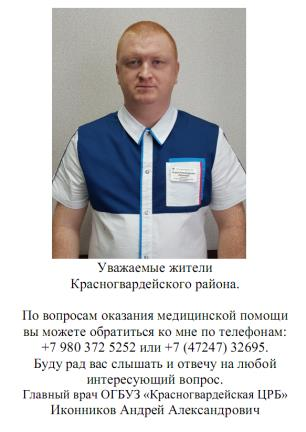 Уважаемые жители
Красногвардейского района.
По вопросам оказания медицинской помощи
вы можете обратиться ко мне по телефонам:
+7 980 372 5252 или +7 (47247) 32695.
Буду рад вас слышать и отвечу на любой
интересующий вопрос.
Главный врач ОГБУЗ «Красногвардейская ЦРБ»
Иконников Андрей Александрович